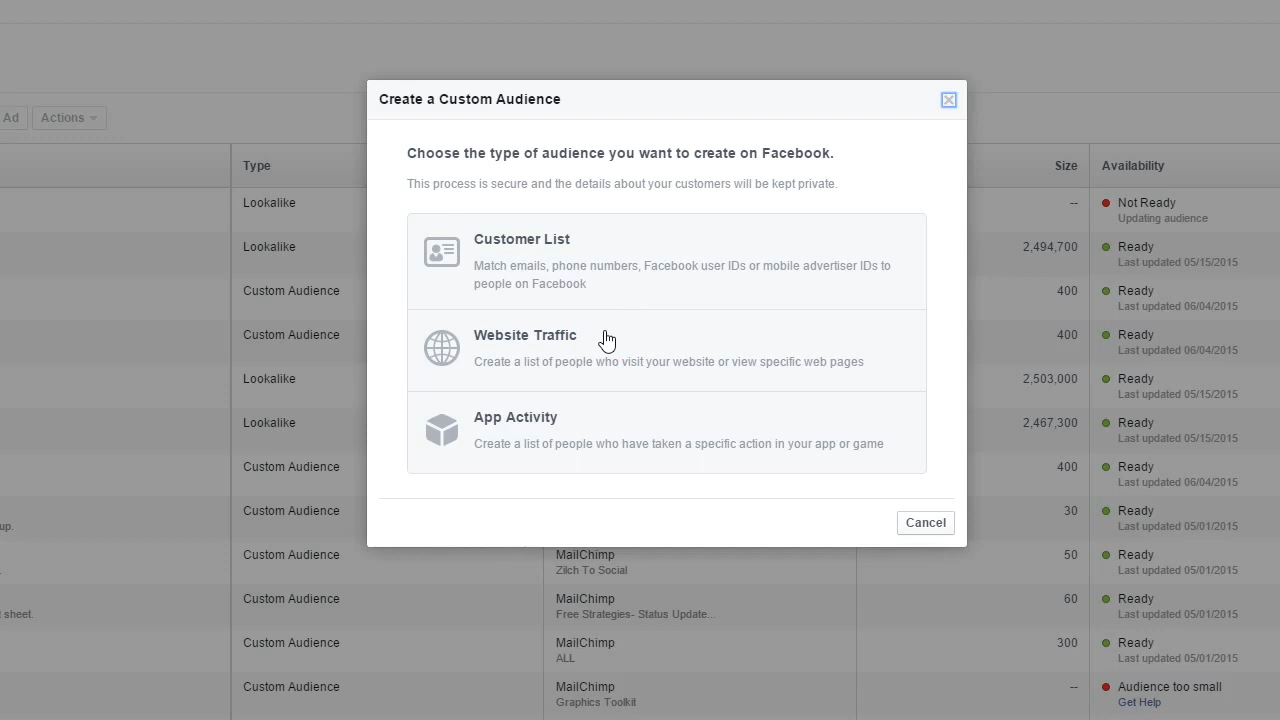 Create a Custom Audience
Ad
Actions
Choose the type of audience you want to create on Facebook.
This process is secure and the details about your customers will be kept private.
Customer List
Match emails, phone numbers, Facebook user IDs or mobile advertiser IDs to
people on Facebook
Website Traffic
Create a list of people who visit your website or view specific web pages
App Activity
Create a list of people who have taken a specific action in your app or game
Cancel
Type Size Availability
Lookalike -- Not Ready
Updating audience
Lookalike 2,494,700 Ready
Last updated 05/15/2015
Custom Audience 400 Ready
Last updated 06/04/2015
Custom Audience 400 Ready
Last updated 06/04/2015
Lookalike 2,503,000 Ready
Last updated 05/15/2015
Lookalike 2,467,300 Ready
Last updated 05/15/2015
Custom Audience 400 Ready
Last updated 06/04/2015
Custom Audience 30 Ready
up. Last updated 05/01/2015
Custom Audience MailChimp 50 Ready
. Zilch To Social Last updated 05/01/2015
Custom Audience MailChimp 60 Ready
t sheet. Free Strategies- Status Update... Last updated 05/01/2015
Custom Audience MailChimp 300 Ready
ALL Last updated 05/01/2015
Custom Audience MailChimp -- Audience too small
Graphics Toolkit Get Help